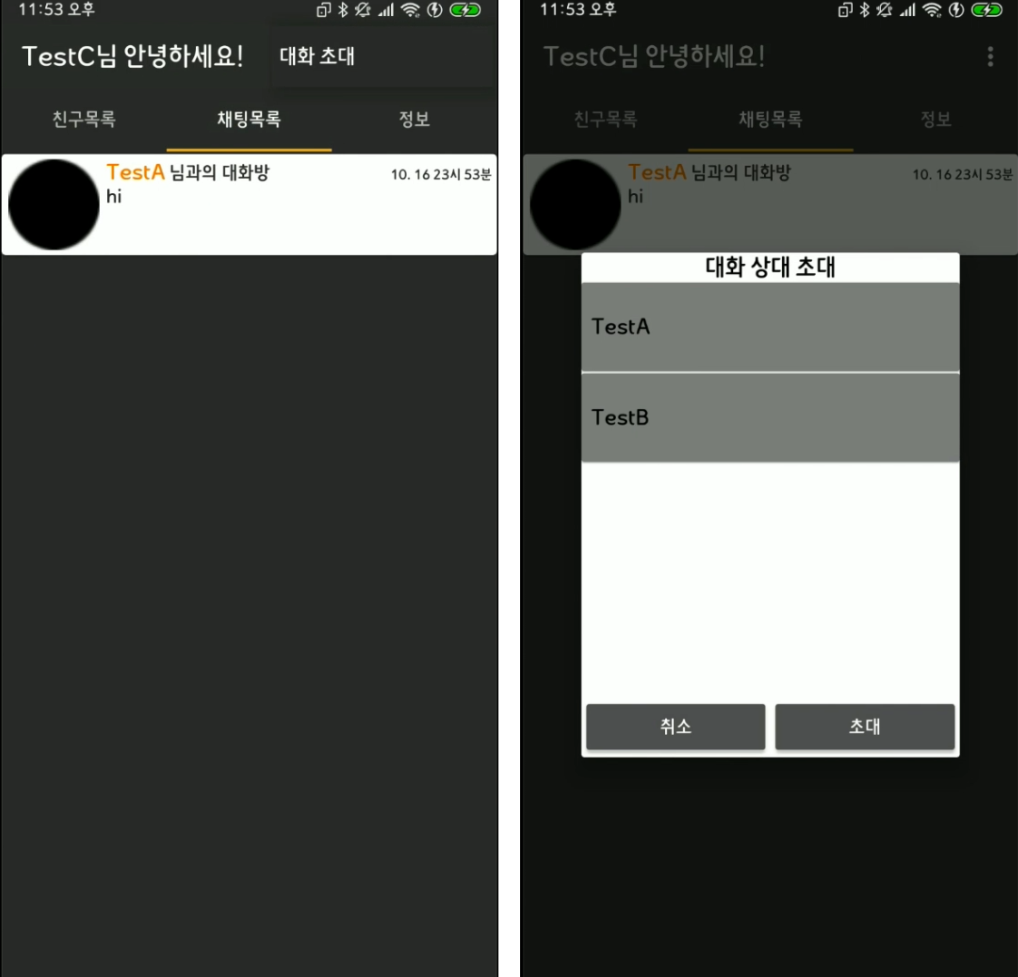 11:53 오후
TestC님 안녕하세요!
대화 초대
친구목록 채팅목록 정보
TestA 님과의 대화방
10. 16 23시 53분
hi
11:53 오후
TestC님 안녕하세요!
친구목록 채팅목록 정보
TestA 님과의 대화방
10. 16 23시 53분
hi
대화 상대 초대
TestA
TestB
취소 초대